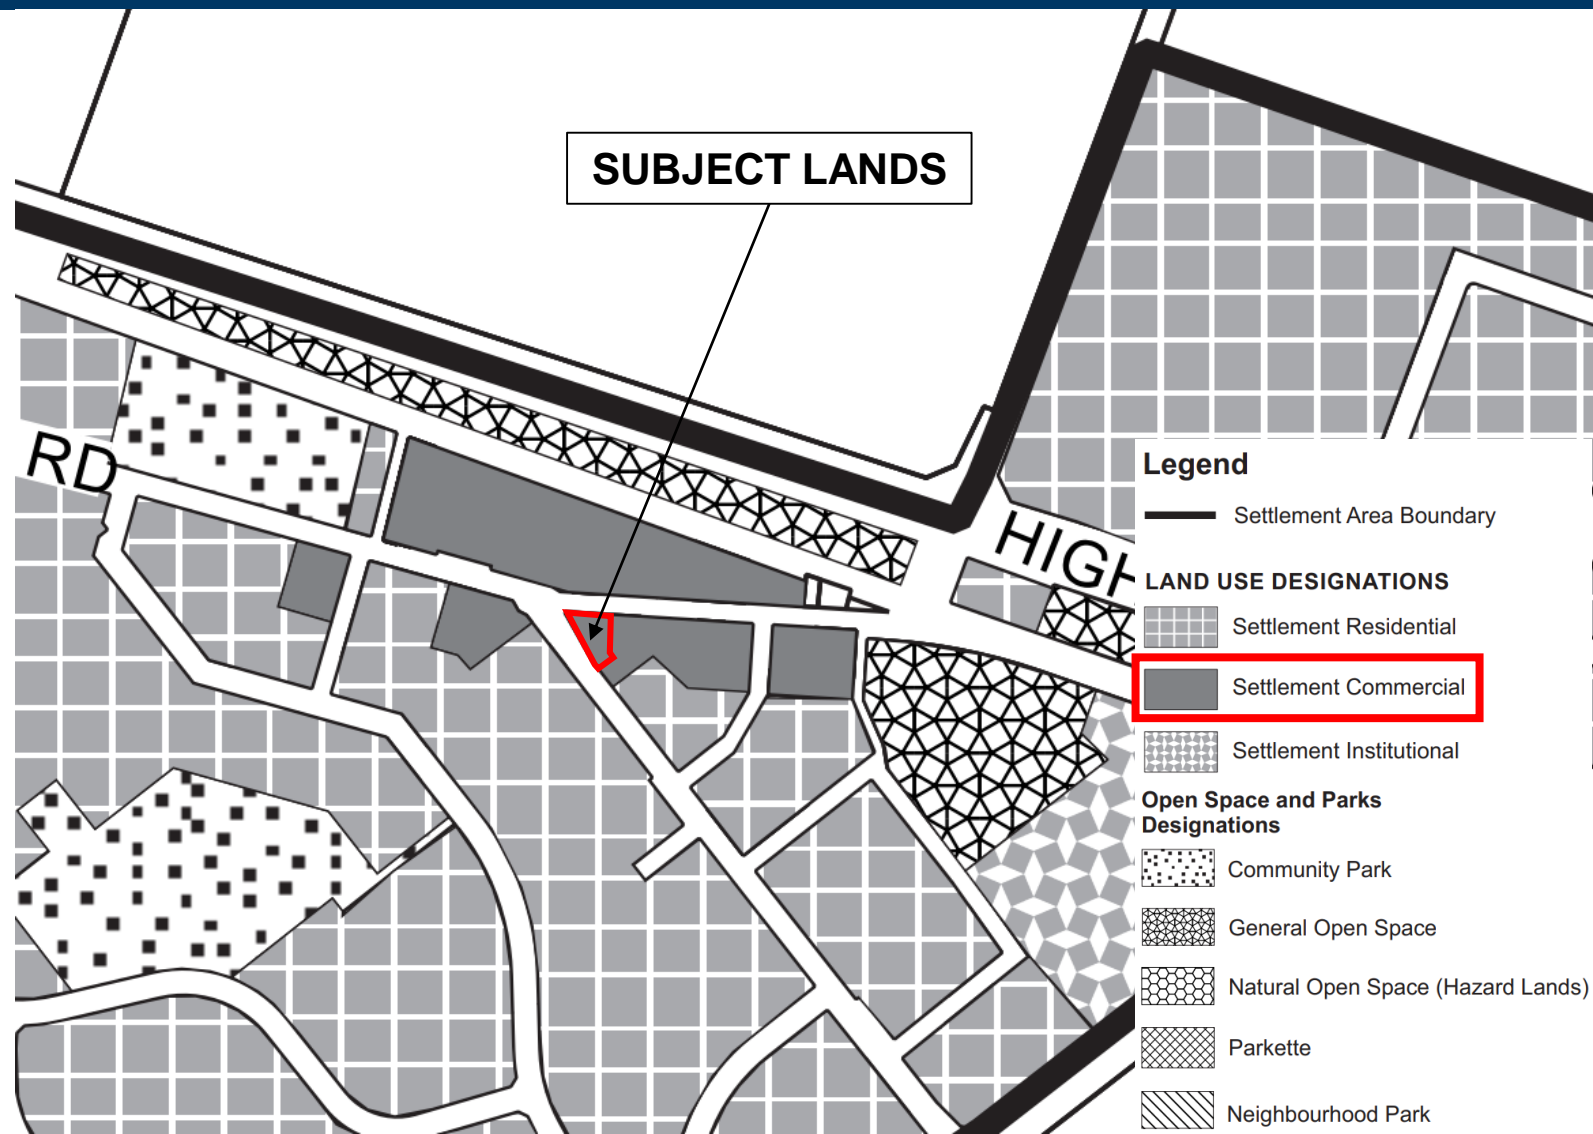 SUBJECT LANDS
RD
HIGH
Legend
Settlement Area Boundary
LAND USE DESIGNATIONS
Settlement Residential
Settlement Commercial
Settlement Institutional
Open Space and Parks
Designations
Community Park
General Open Space
Natural Open Space (Hazard Lands)
Parkette
Neighbourhood Park